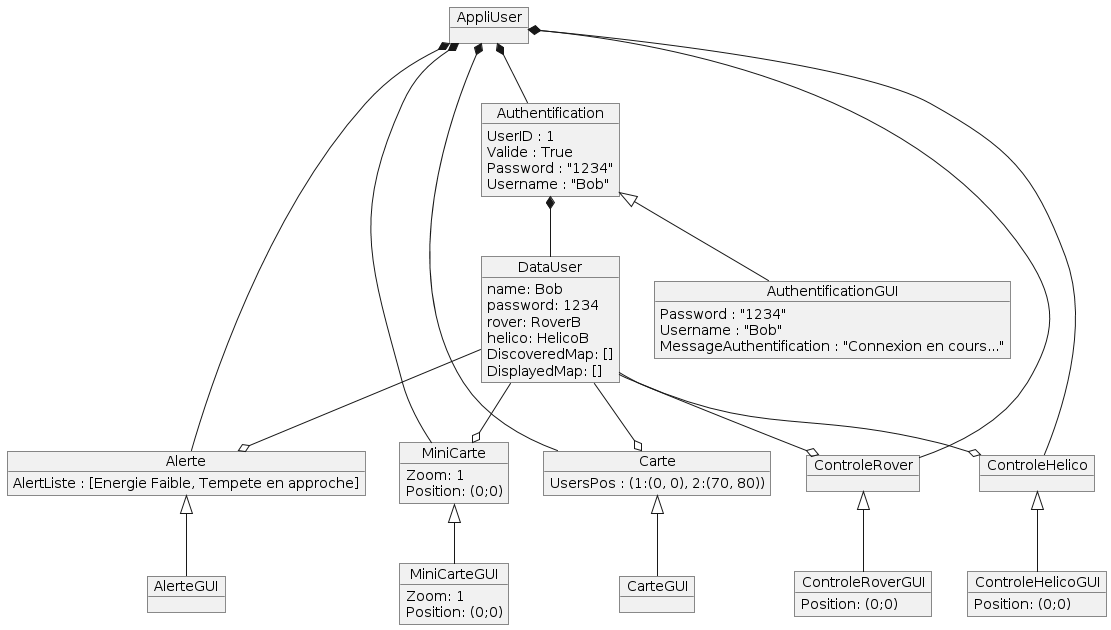 AppliUser
Authentification
UserID : 1
Valide : True
Password : "1234"
Username : "Bob"
DataUser
name: Bob
password: 1234
rover: RoverB
helico: HelicoB
DiscoveredMap: []
DisplayedMap: []
AuthentificationGUI
Password : "1234"
Username : "Bob"
MessageAuthentification : "Connexion en cours..."
Alerte
AlertListe : [Energie Faible, Tempete en approche]
MiniCarte
Zoom: 1
Position: (0;0)
Carte
UsersPos : (1:(0, 0), 2:(70, 80))
ControleRover
ControleHelico
AlerteGUI
MiniCarteGUI
Zoom: 1
Position: (0;0)
CarteGUI
ControleRoverGUI
Position: (0;0)
ControleHelicoGUI
Position: (0;0)